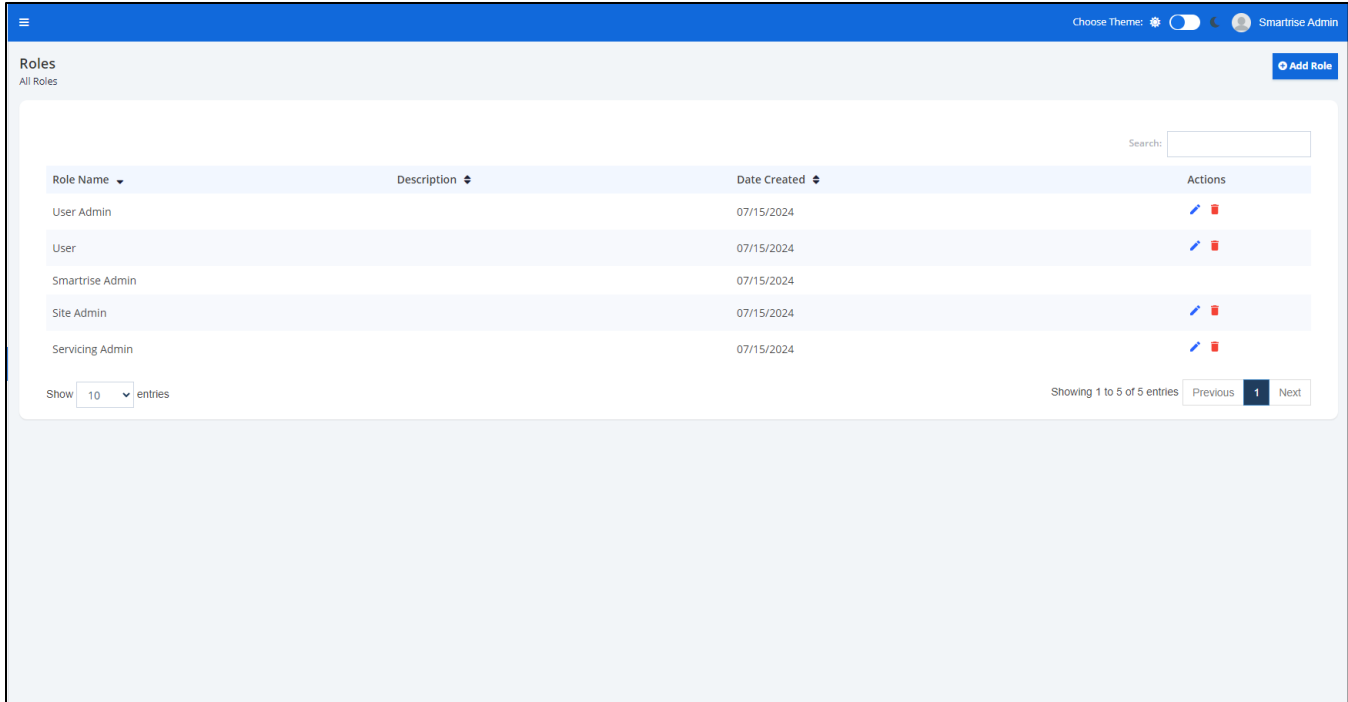 Choose Theme: Smartrise Admin
Roles
All Roles
Add Role
Search:
Role Name Description Date Created Actions
User Admin 07/15/2024
User 07/15/2024
Smartrise Admin 07/15/2024
Site Admin 07/15/2024
Servicing Admin 07/15/2024
Show 10 entries Showing 1 to 5 of 5 entries Previous 1 Next